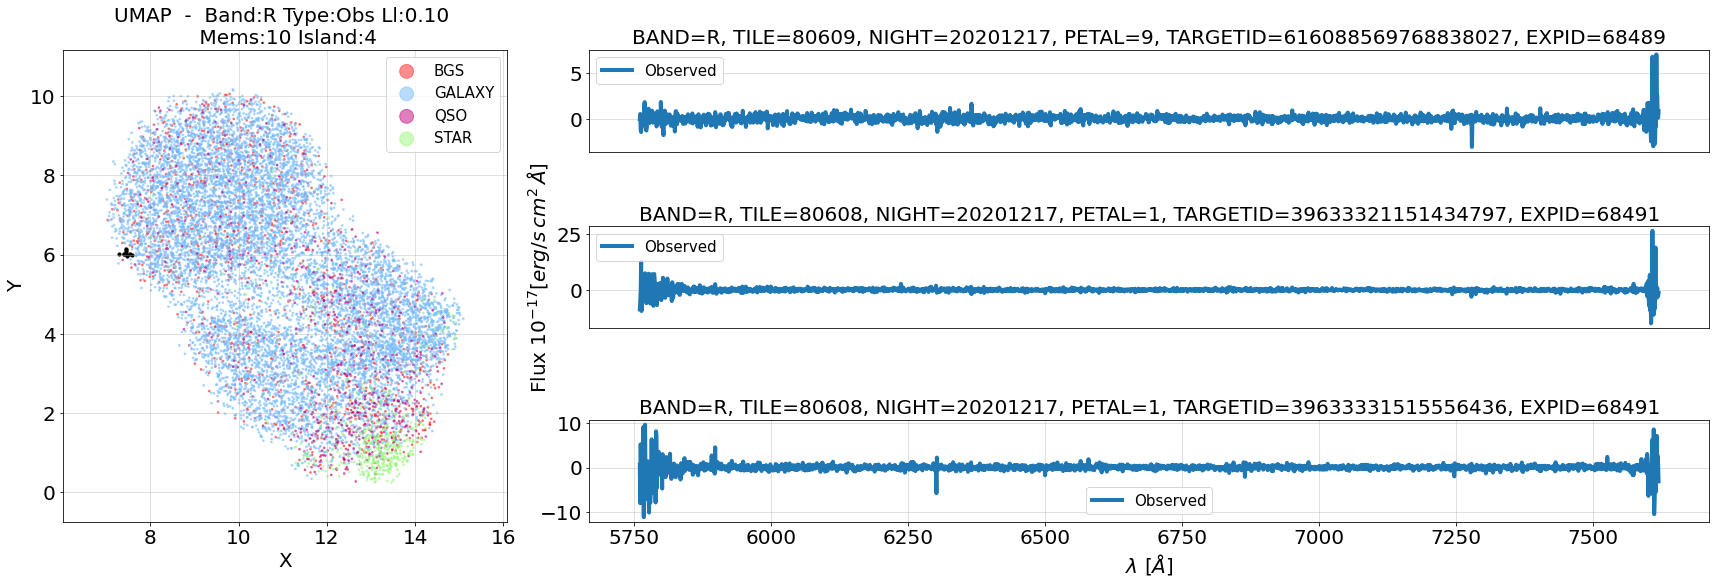 UMAP - Band:R Type:Obs Ll:0.10
Mems:10 Island:4
BGS
GALAXY
QSO
STAR
10
8
6
4
2
0
Y
8
10
12
14
16
X
BAND=R, TILE=80609, NIGHT=20201217, PETAL=9, TARGETID=616088569768838027, EXPID=68489
Observed
5
0
BAND=R, TILE=80608, NIGHT=20201217, PETAL=1, TARGETID=39633321151434797, EXPID=68491
Observed
25
0
Flux 10^{-17}[erg/s cm^2 Å]
BAND=R, TILE=80608, NIGHT=20201217, PETAL=1, TARGETID=39633331515556436, EXPID=68491
Observed
10
0
−10
5750
6000
6250
6500
6750
7000
7250
7500
λ [Å]